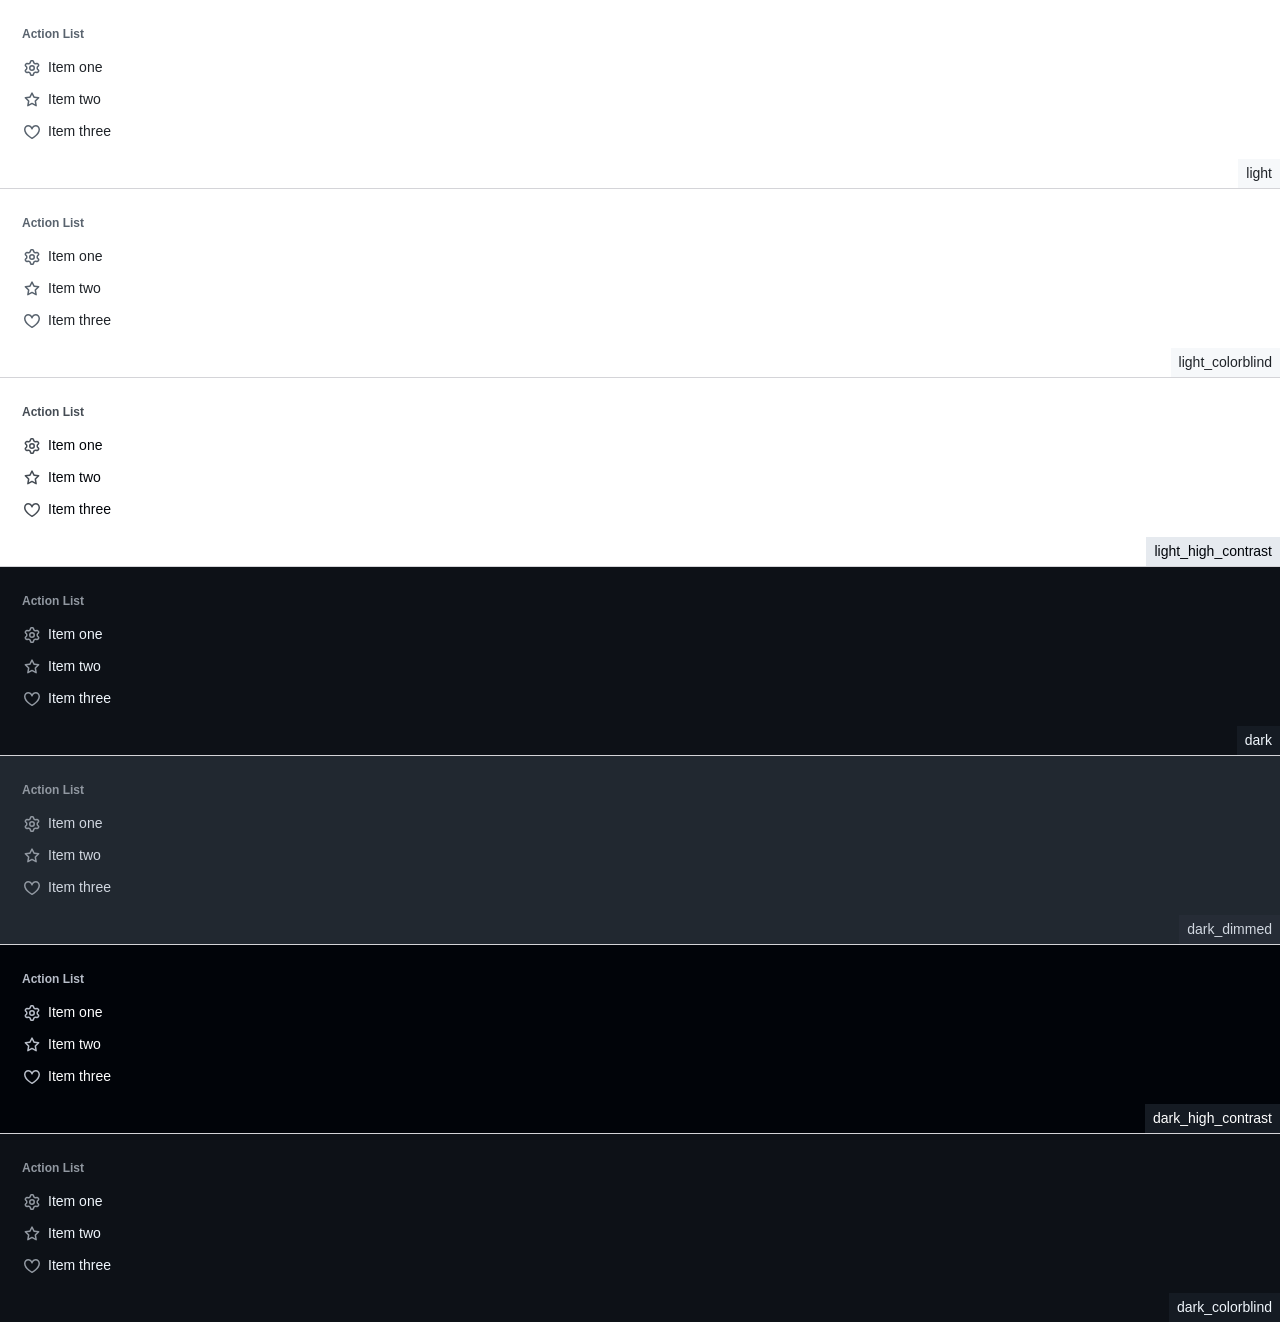 Action List
Item one
Item two
Item three
light
Action List
Item one
Item two
Item three
light_colorblind
Action List
Item one
Item two
Item three
light_high_contrast
Action List
Item one
Item two
Item three
dark
Action List
Item one
Item two
Item three
dark_dimmed
Action List
Item one
Item two
Item three
dark_high_contrast
Action List
Item one
Item two
Item three
dark_colorblind